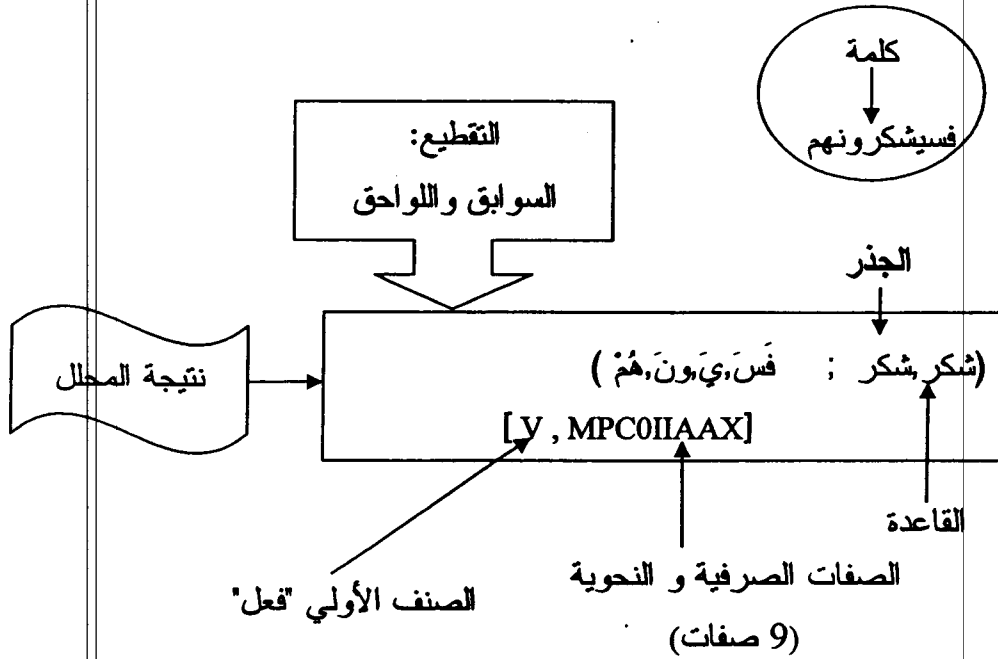 كلمة
فسيشكرونهم
التقطيع:
السوابق واللواحق
الجذر
نتيجة المحلل
(شكر,شكر ; فَسَ,يَ,ونَ,هُمْ )
[V , MPC0IIAAX]
القاعدة
الصفات الصرفية و النحوية
(9 صفات)
الصنف الأولي "فعل"